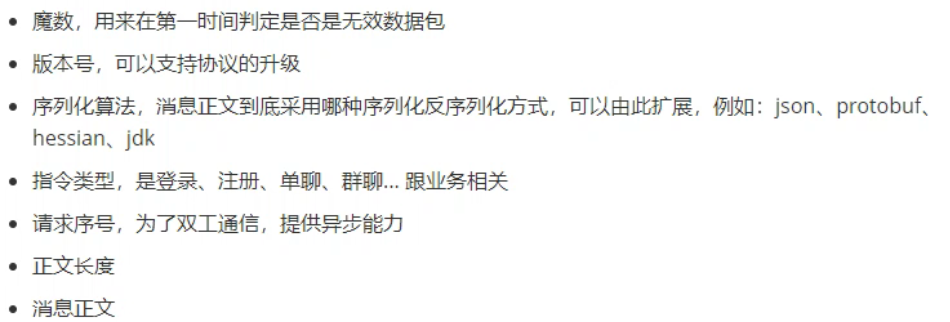 • 魔数，用来在第一时间判定是否是无效数据包
• 版本号，可以支持协议的升级
• 序列化算法，消息正文到底采用哪种序列化反序列化方式，可以由此扩展，例如：json、protobuf、
hessian、jdk
• 指令类型，是登录、注册、单聊、群聊... 跟业务相关
• 请求序号，为了双工通信，提供异步能力
• 正文长度
• 消息正文